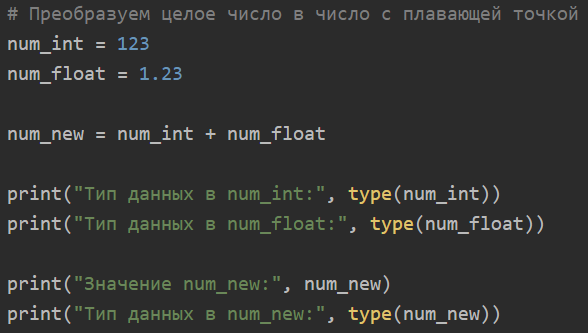 # Преобразуем целое число в число с плавающей точкой
num_int = 123
num_float = 1.23
num_new = num_int + num_float
print("Тип данных в num_int:", type(num_int))
print("Тип данных в num_float:", type(num_float))
print("Значение num_new:", num_new)
print("Тип данных в num_new:", type(num_new))